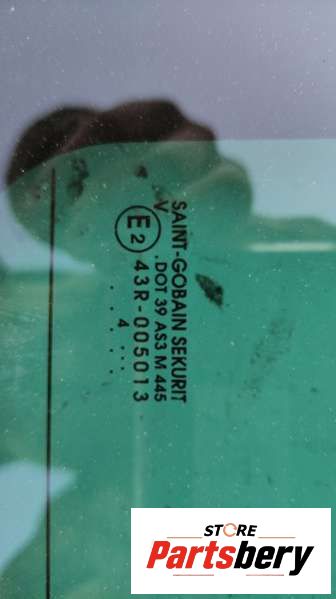 SAINT-GOBAIN SEKURIT
V
.DOT 39 AS3 M 445
E2 43R-005013
4 ...
. . . . .
STORE
Partsbery